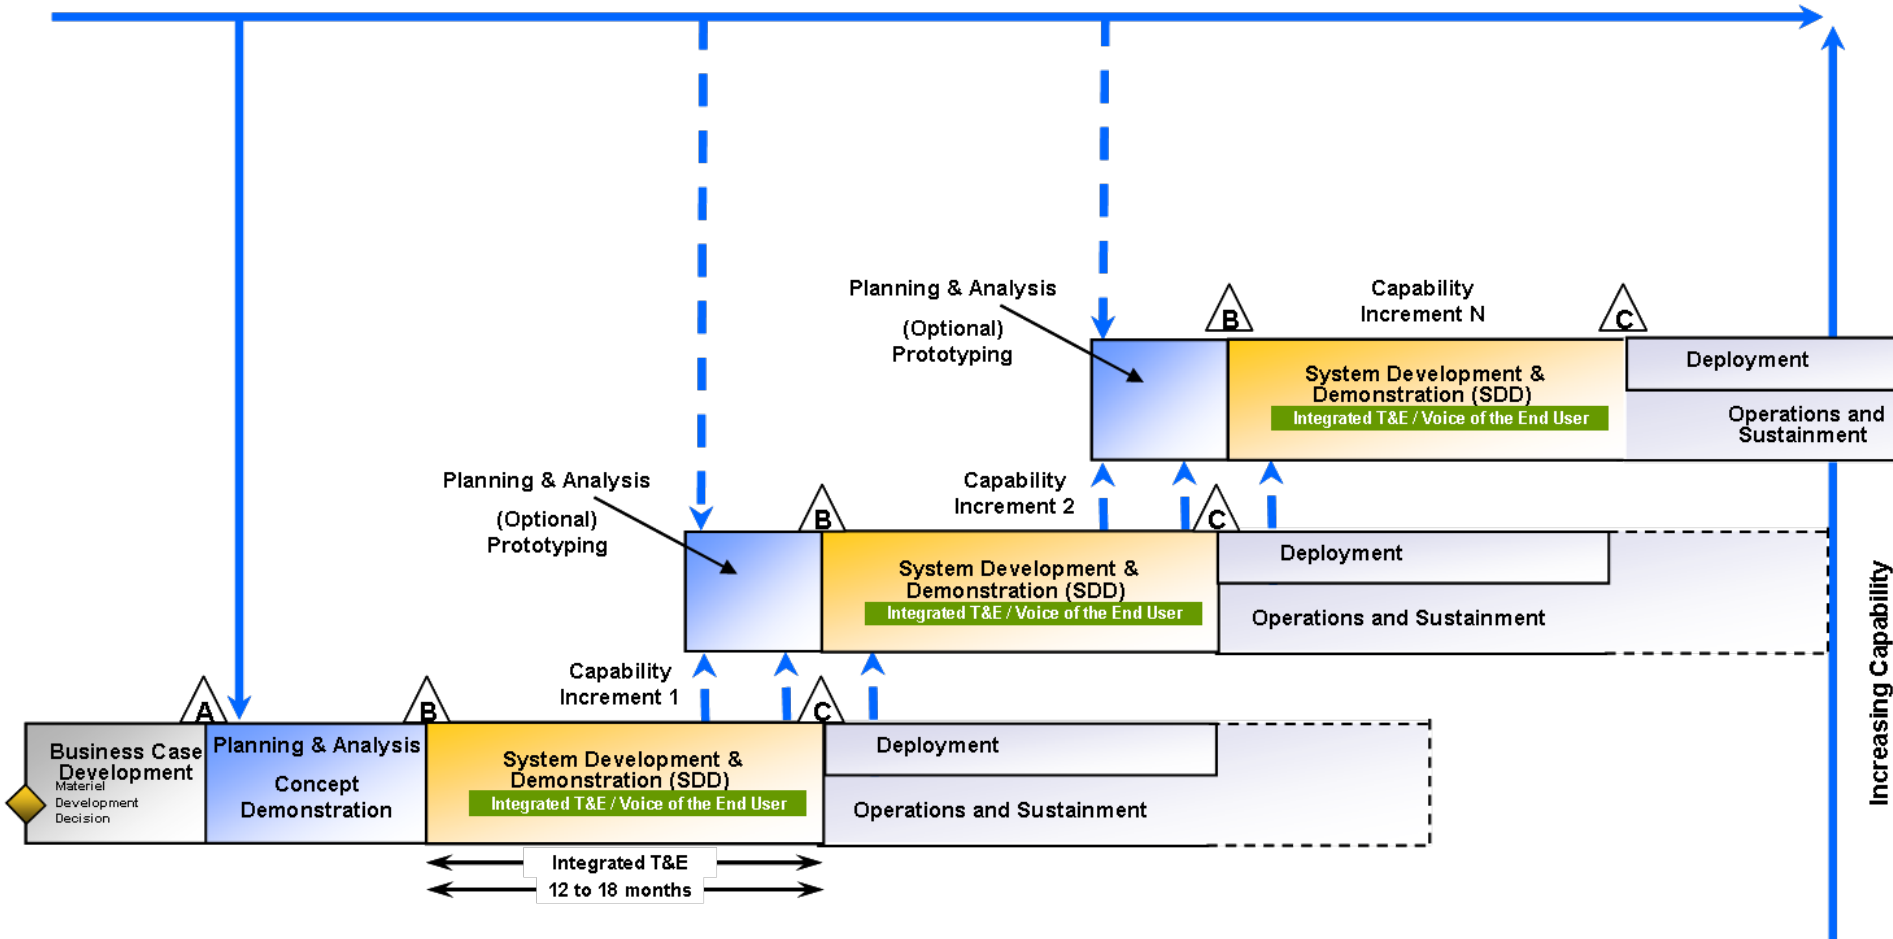 Planning & Analysis
(Optional)
Prototyping
B
Capability
Increment N
C
System Development &
Demonstration (SDD)
Integrated T&E / Voice of the End User
Deployment
Operations and
Sustainment
Planning & Analysis
(Optional)
Prototyping
B
Capability
Increment 2
C
System Development &
Demonstration (SDD)
Integrated T&E / Voice of the End User
Deployment
Operations and Sustainment
Increasing Capability
Capability
Increment 1
A
B
C
Business Case
Development
Materiel
Development
Decision
Planning & Analysis
Concept
Demonstration
System Development &
Demonstration (SDD)
Integrated T&E / Voice of the End User
Deployment
Operations and Sustainment
Integrated T&E
12 to 18 months